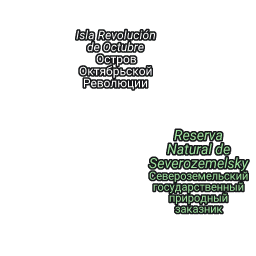 Isla Revolución
de Octubre
Остров
Октябрьской
Революции
Reserva
Natural de
Severozemelsky
Североземельский
государственный
природный
заказник